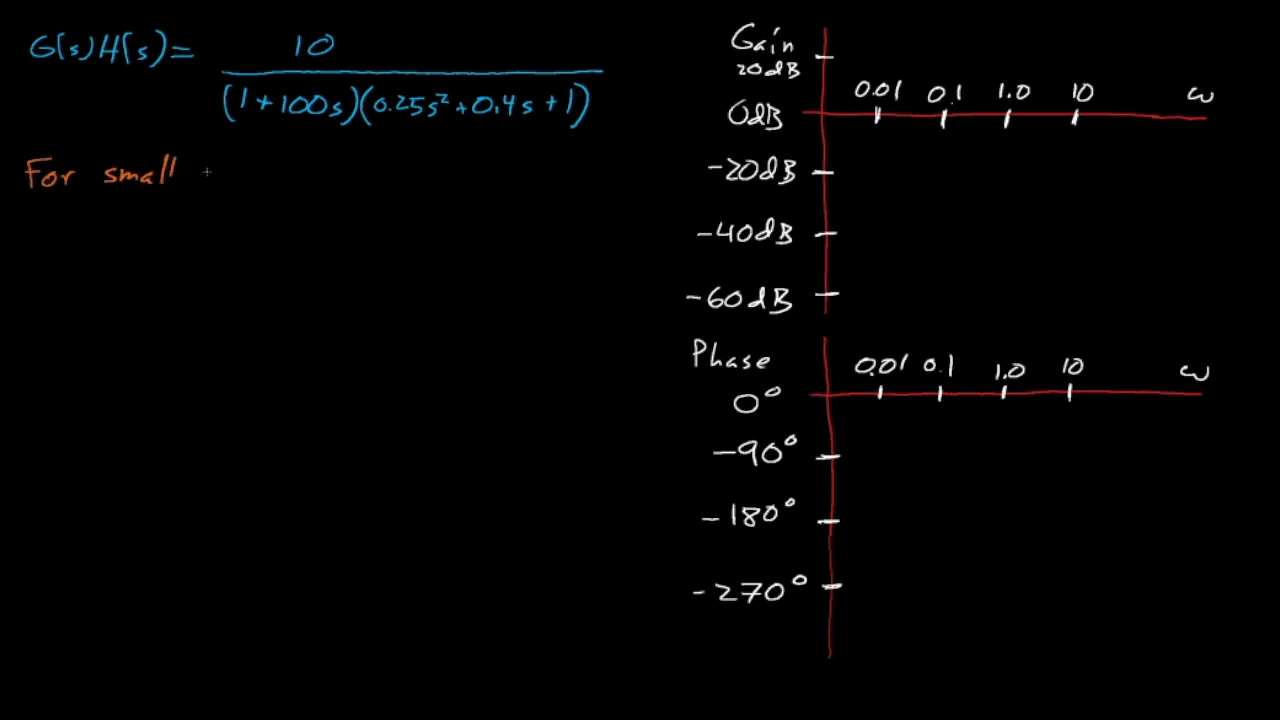 G(s)H(s) = 10
(1+100s)(0.25s²+0.4s+1)
For small
Gain
20dB
0.01 0.1 1.0 10 ω
0dB
-20dB
-40dB
-60dB
Phase
0.01 0.1 1.0 10 ω
0°
-90°
-180°
-270°